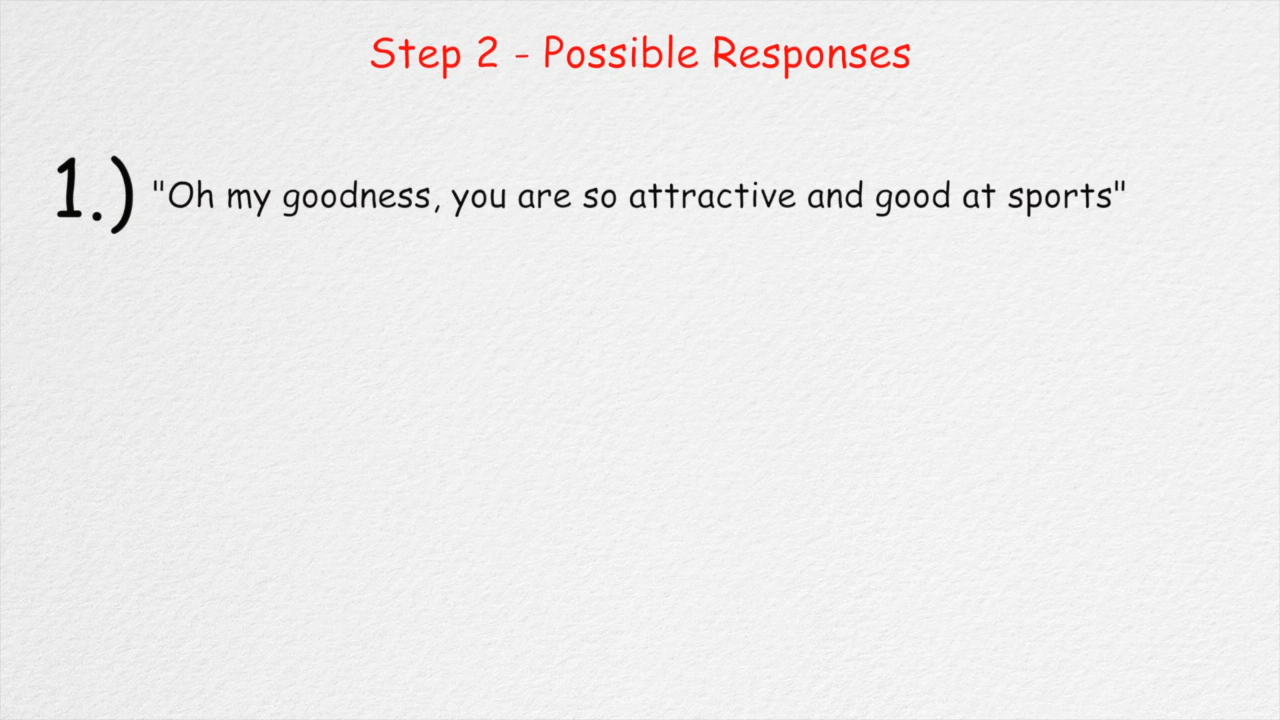 Step 2 - Possible Responses
1.) "Oh my goodness, you are so attractive and good at sports"